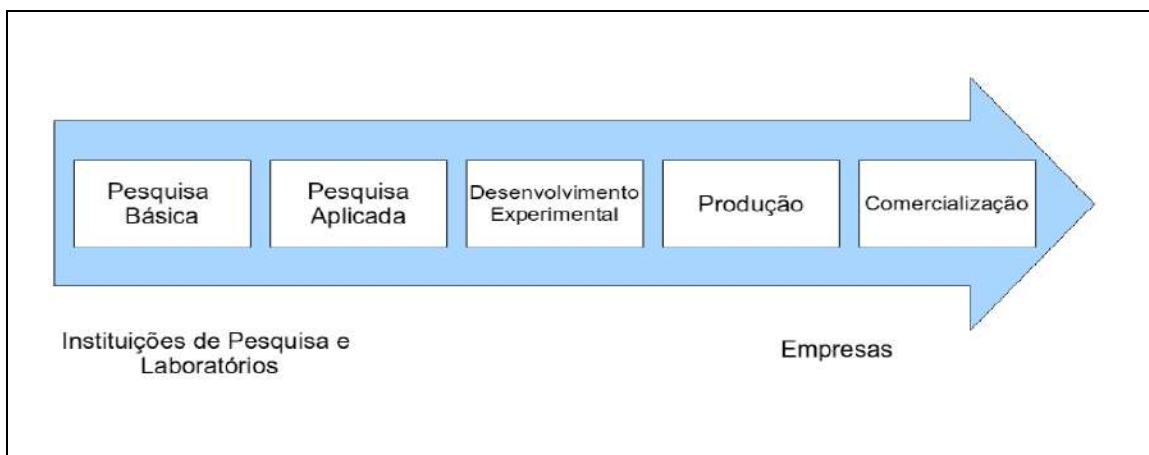 Pesquisa
Básica
Pesquisa
Aplicada
Desenvolvimento
Experimental
Produção
Comercialização
Instituições de Pesquisa e
Laboratórios
Empresas